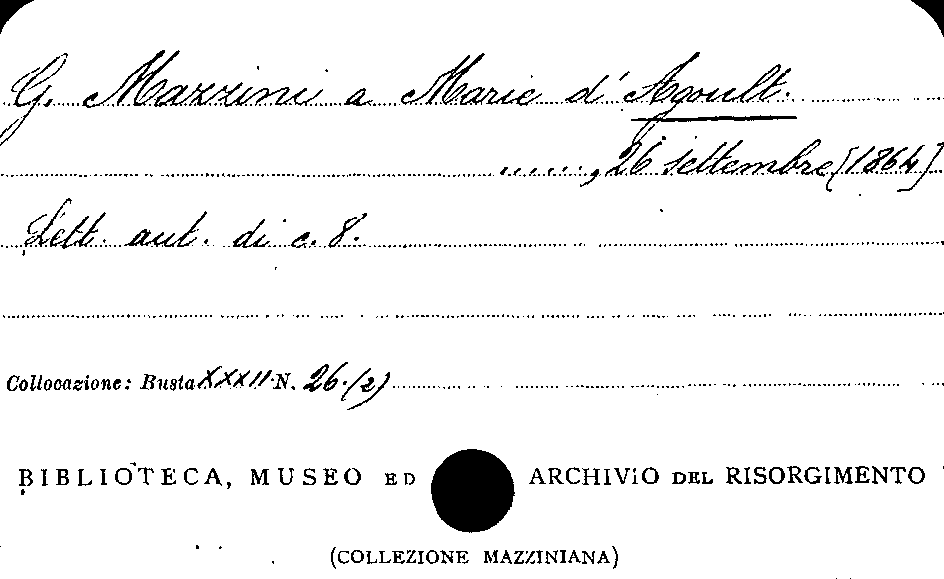 G. Mazzini a Marie d'Agoult.
......, 26 settembre [1864]
Lett. aut. di c. 8.
Collocazione: Busta XXXII N. 26.(2)
BIBLIOTECA, MUSEO ED ARCHIVIO DEL RISORGIMENTO
(COLLEZIONE MAZZINIANA)